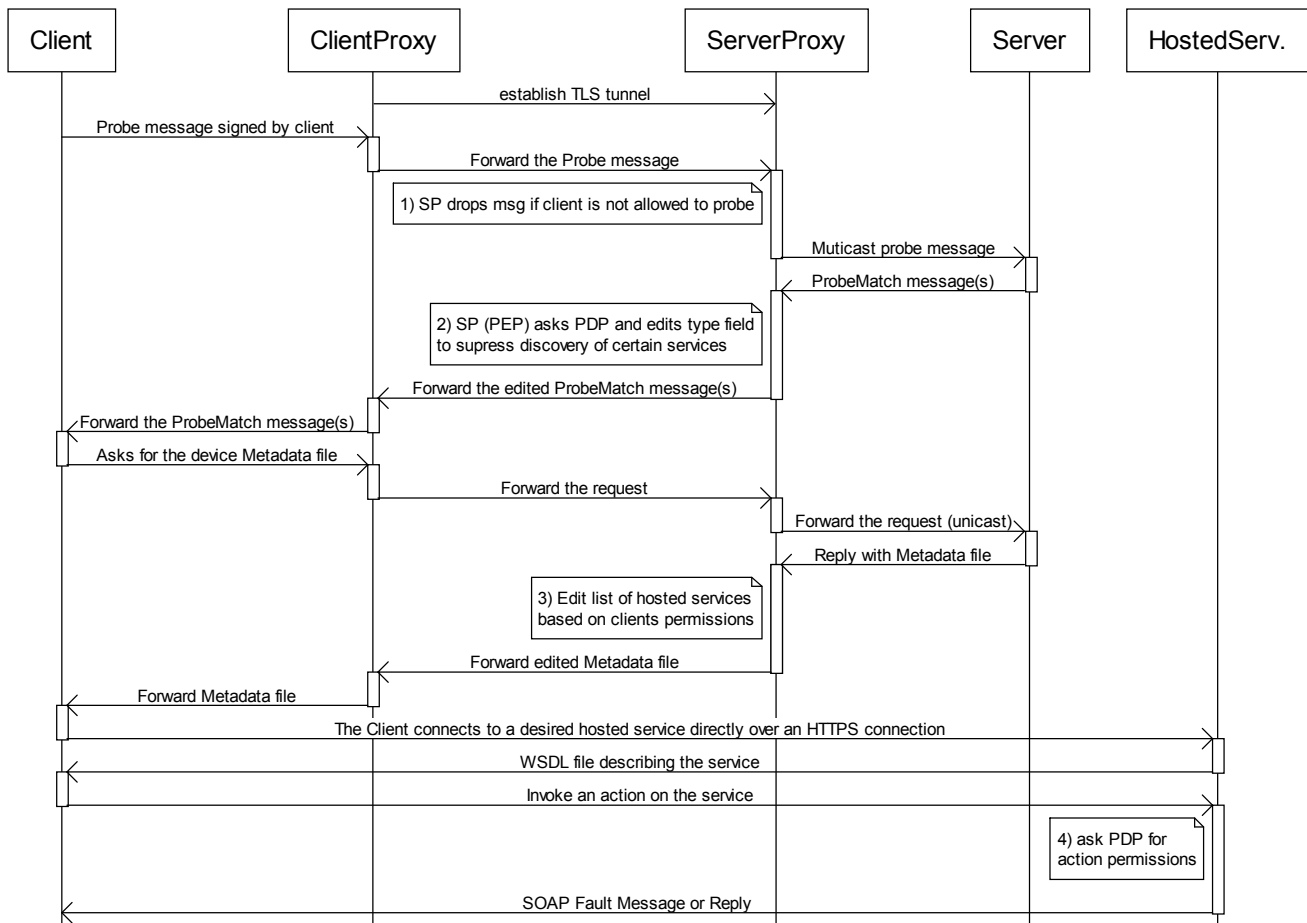 Client
ClientProxy
ServerProxy
Server
HostedServ.
establish TLS tunnel
Probe message signed by client
Forward the Probe message
1) SP drops msg if client is not allowed to probe
Muticast probe message
ProbeMatch message(s)
2) SP (PEP) asks PDP and edits type field
to supress discovery of certain services
Forward the edited ProbeMatch message(s)
Forward the ProbeMatch message(s)
Asks for the device Metadata file
Forward the request
Forward the request (unicast)
Reply with Metadata file
3) Edit list of hosted services
based on clients permissions
Forward edited Metadata file
Forward Metadata file
The Client connects to a desired hosted service directly over an HTTPS connection
WSDL file describing the service
Invoke an action on the service
4) ask PDP for
action permissions
SOAP Fault Message or Reply